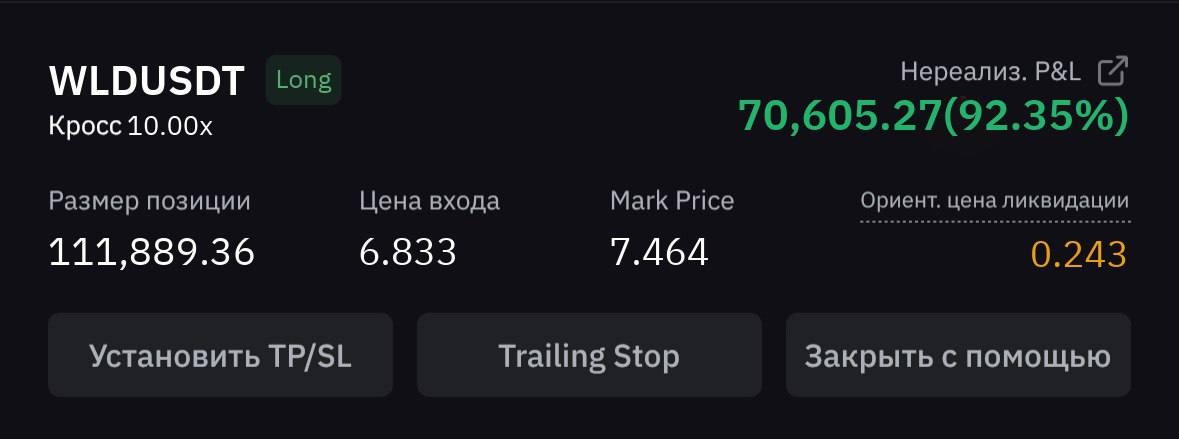 WLDUSDT Long
Кросс 10.00x
Нереализ. P&L
70,605.27(92.35%)
Размер позиции Цена входа Mark Price Ориент. цена ликвидации
111,889.36 6.833 7.464 0.243
Установить TP/SL Trailing Stop Закрыть с помощью